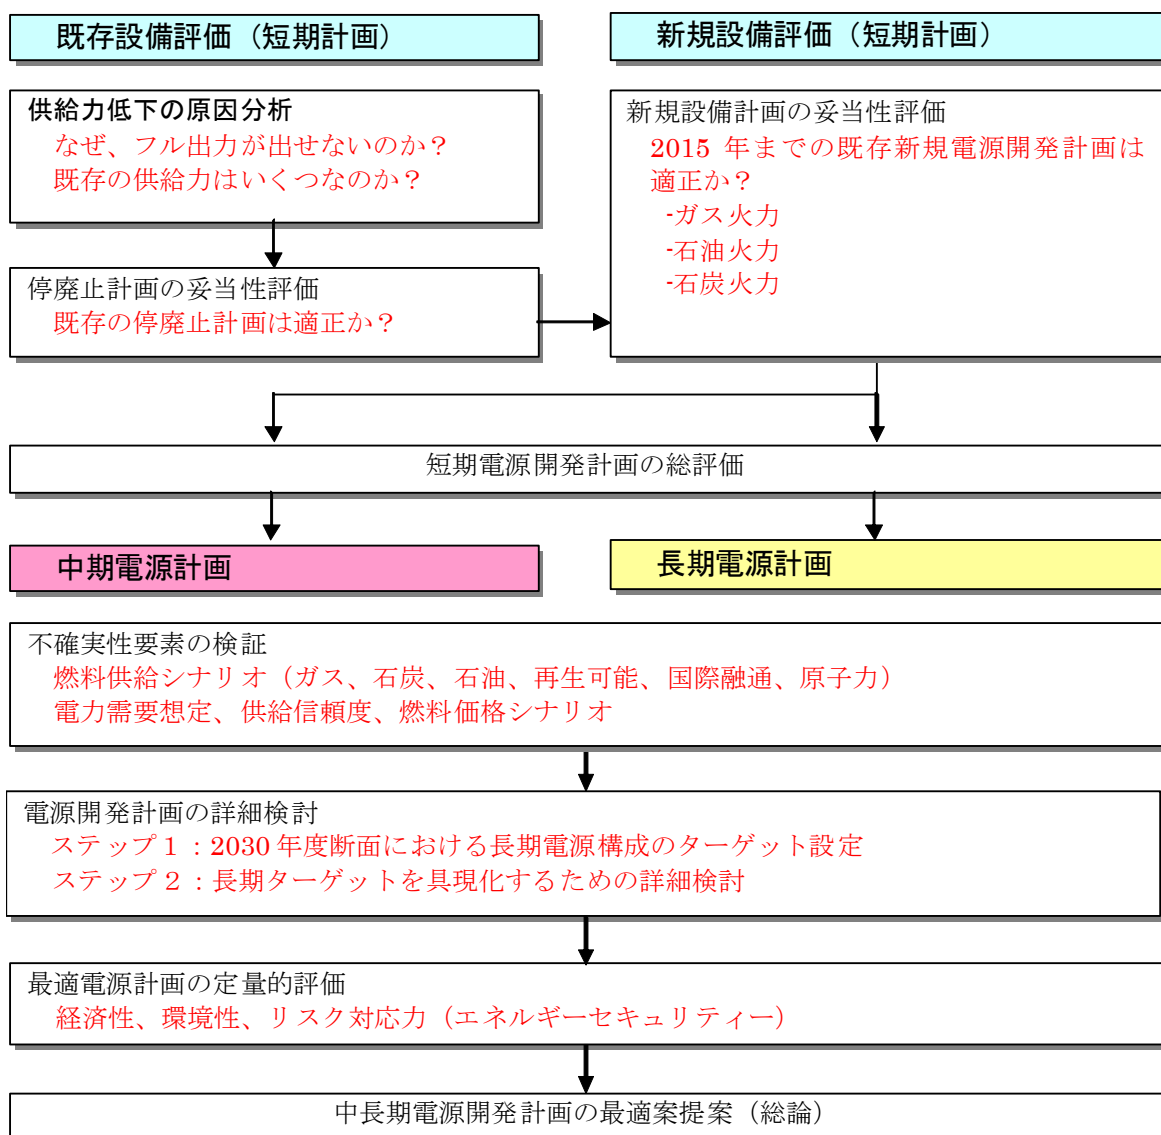 既存設備評価（短期計画）
新規設備評価（短期計画）
供給力低下の原因分析
なぜ、フル出力が出せないのか？
既存の供給力はいくつなのか？
停廃止計画の妥当性評価
既存の停廃止計画は適正か？
新規設備計画の妥当性評価
2015 年までの既存新規電源開発計画は
適正か？
-ガス火力
-石油火力
-石炭火力
短期電源開発計画の総評価
中期電源計画
長期電源計画
不確実性要素の検証
燃料供給シナリオ（ガス、石炭、石油、再生可能、国際融通、原子力）
電力需要想定、供給信頼度、燃料価格シナリオ
電源開発計画の詳細検討
ステップ１：2030 年度断面における長期電源構成のターゲット設定
ステップ２：長期ターゲットを具現化するための詳細検討
最適電源計画の定量的評価
経済性、環境性、リスク対応力（エネルギーセキュリティー）
中長期電源開発計画の最適案提案（総論）